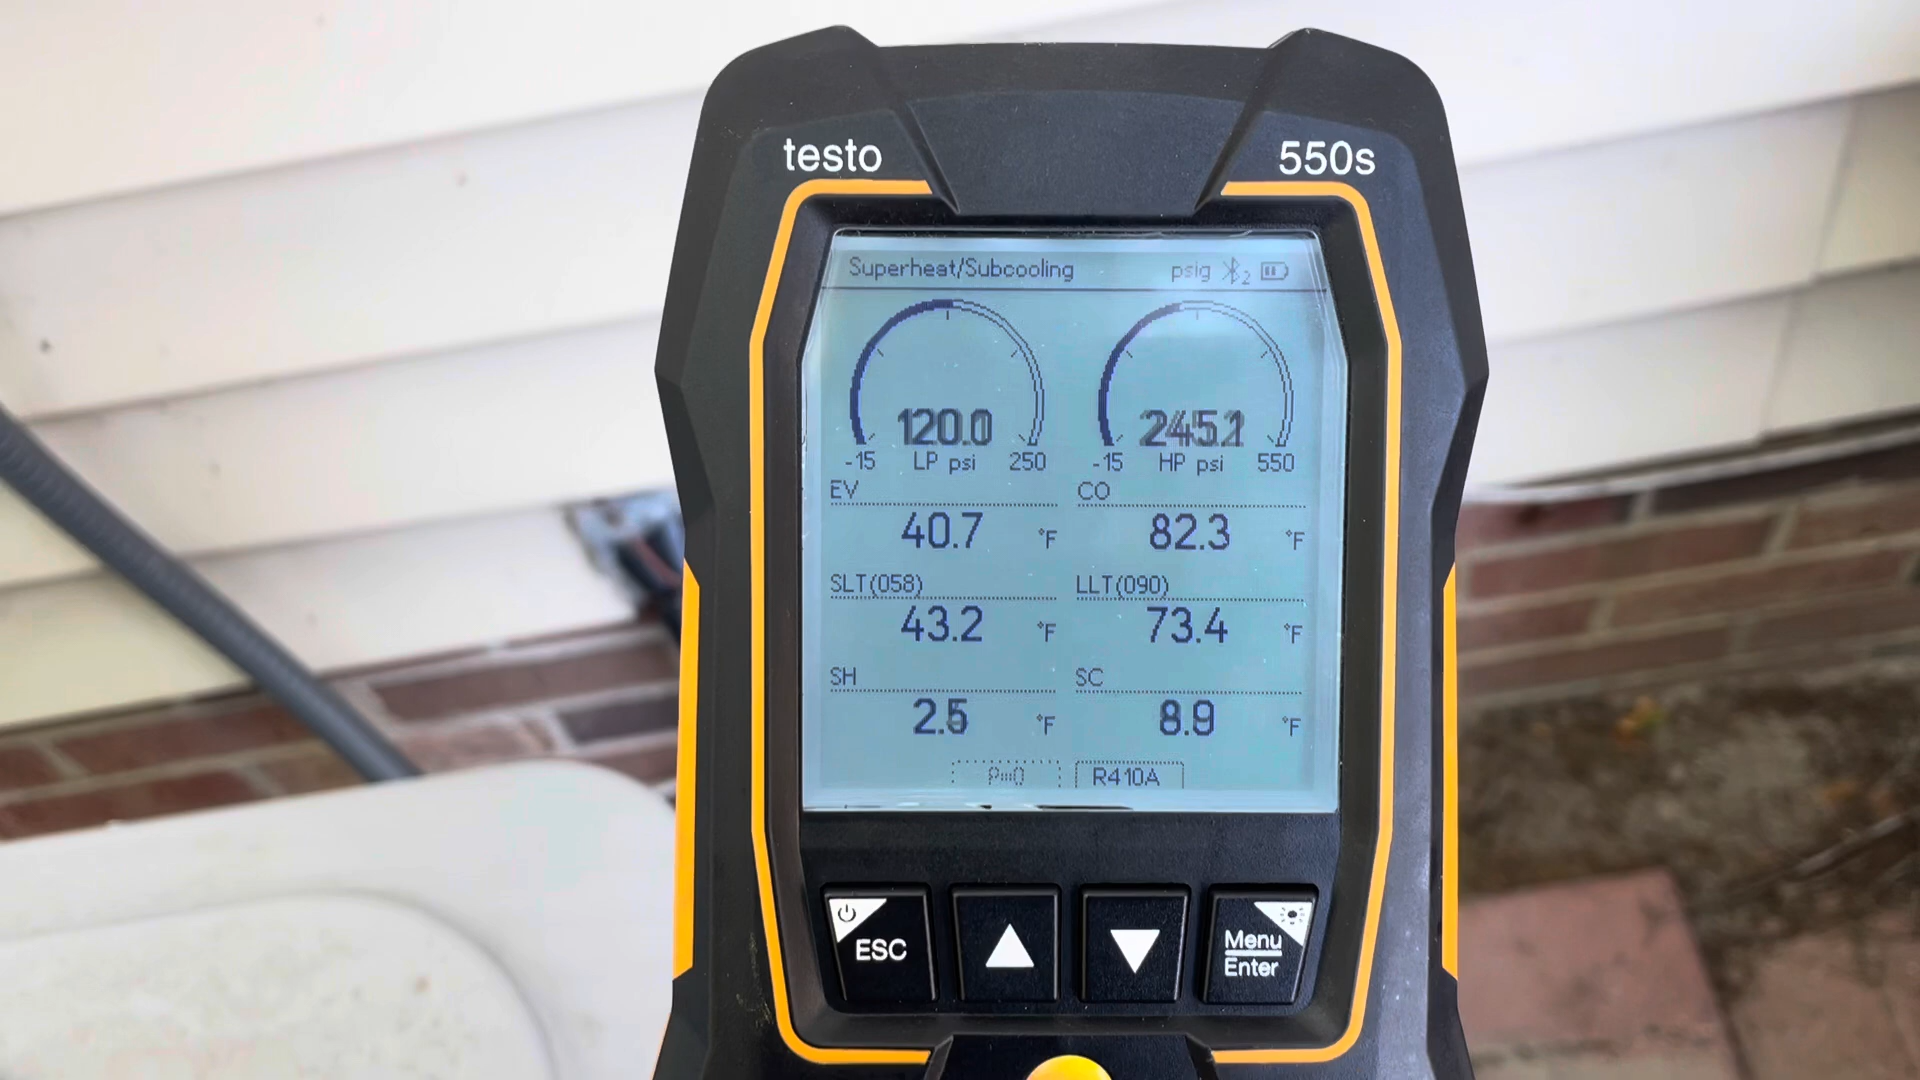 testo 550s
Superheat/Subcooling psig 2
120.0
-15 LP psi 250
-15 HP psi 550
EV CO
40.7 °F 82.3 °F
SLT(058) LLT(090)
43.2 °F 73.4 °F
SH SC
2.5 °F 8.9 °F
P=0 R410A
ESC
Menu
Enter